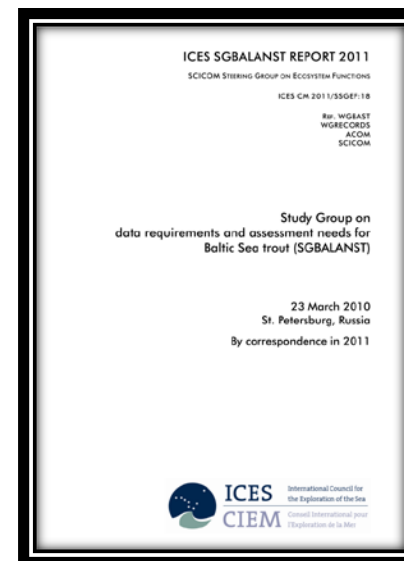 ICES SGBALANST REPORT 2011
SCICOM STEERING GROUP ON ECOSYSTEM FUNCTIONS
ICES CM 2011/SSGEF:18
REF. WGBAST
WGRECORDS
ACOM
SCICOM
Study Group on
data requirements and assessment needs for
Baltic Sea trout (SGBALANST)
23 March 2010
St. Petersburg, Russia
By correspondence in 2011
ICES
CIEM
International Council for
the Exploration of the Sea
Conseil International pour
l'Exploration de la Mer